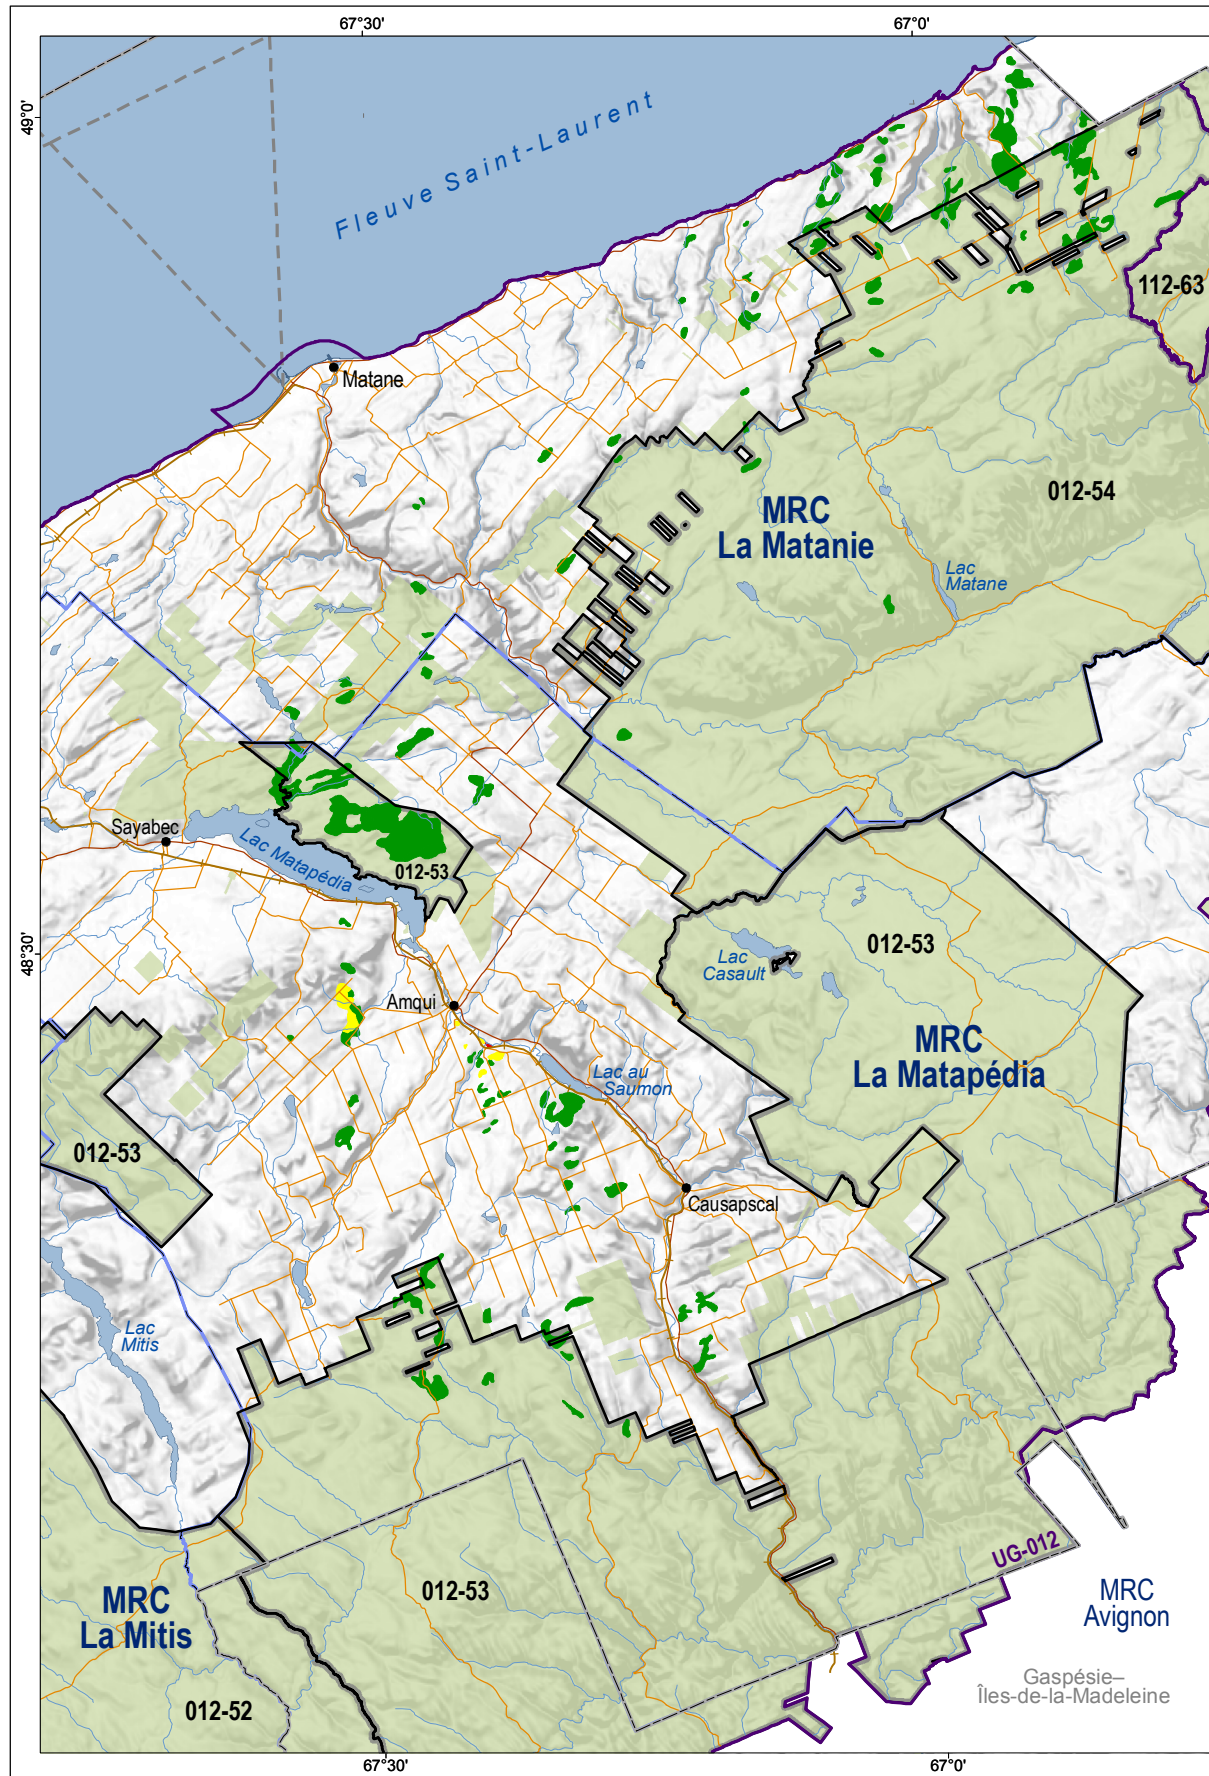 67°30'
67°0'
49°0'
Fleuve Saint-Laurent
112-63
Matane
012-54
MRC
La Matanie
Lac
Matane
Sayabec
Lac Matapédia
012-53
012-53
Lac
Casault
48°30'
Amqui
MRC
La Matapédia
Lac au
Saumon
012-53
Causapscal
Lac
Mitis
UG-012
012-53
MRC
La Mitis
MRC
Avignon
Gaspésie–
Îles-de-la-Madeleine
012-52
67°30'
67°0'